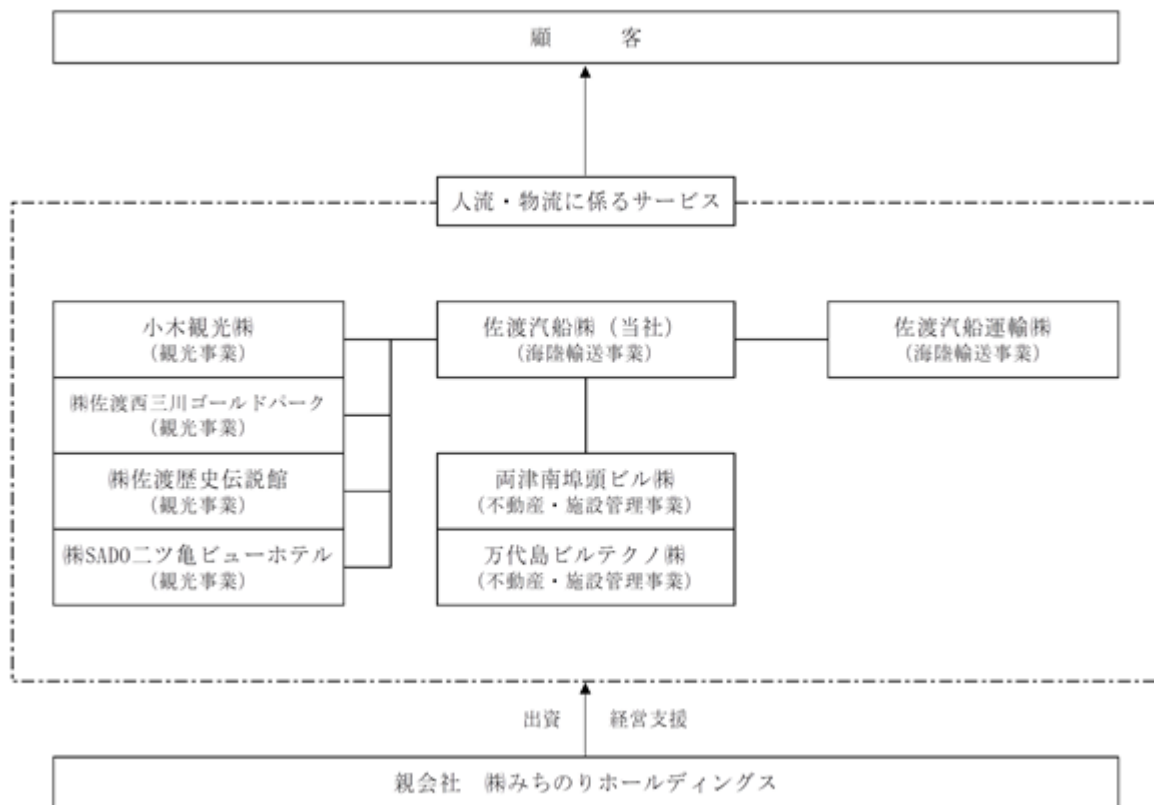 顧　　客
人流・物流に係るサービス
小木観光㈱
(観光事業)
㈱佐渡西三川ゴールドパーク
(観光事業)
㈱佐渡歴史伝説館
(観光事業)
㈱SADO二ツ亀ビューホテル
(観光事業)
佐渡汽船㈱（当社）
(海陸輸送事業)
両津南埠頭ビル㈱
(不動産・施設管理事業)
万代島ビルテクノ㈱
(不動産・施設管理事業)
佐渡汽船運輸㈱
(海陸輸送事業)
出資　経営支援
親会社　㈱みちのりホールディングス